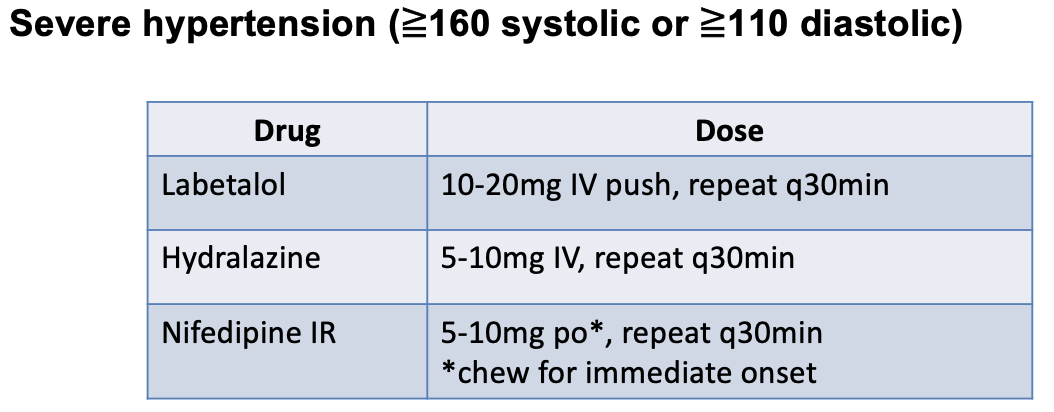 Severe hypertension (≧160 systolic or ≧110 diastolic)
Drug Dose
Labetalol 10-20mg IV push, repeat q30min
Hydralazine 5-10mg IV, repeat q30min
Nifedipine IR 5-10mg po*, repeat q30min
*chew for immediate onset